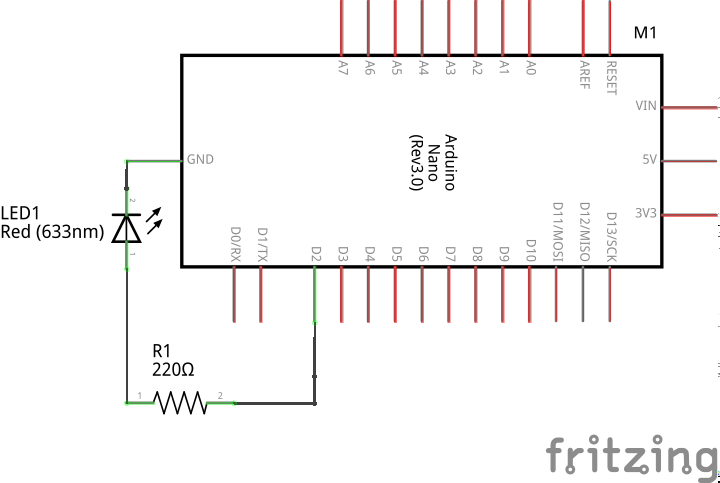 M1
A7
A6
A5
A4
A3
A2
A1
A0
AREF
RESET
VIN
5V
3V3
GND
Arduino
Nano
(Rev3.0)
2
LED1
Red (633nm)
1
D0/RX
D1/TX
D2
D3
D4
D5
D6
D7
D8
D9
D10
D11/MOSI
D12/MISO
D13/SCK
R1
220Ω
1
2
fritzing